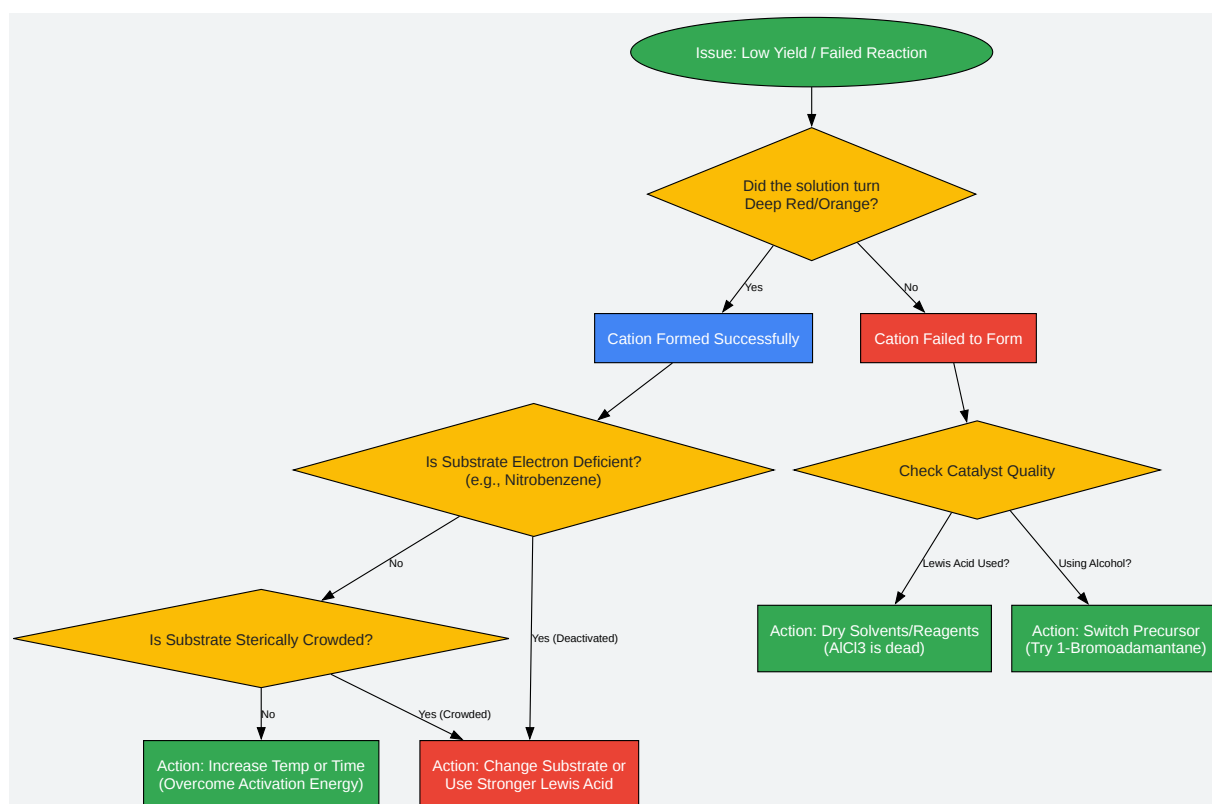 Issue: Low Yield / Failed Reaction
Did the solution turn
Deep Red/Orange?
Yes
No
Cation Formed Successfully
Cation Failed to Form
Is Substrate Electron Deficient?
(e.g., Nitrobenzene)
Check Catalyst Quality
No
Lewis Acid Used?
Using Alcohol?
Is Substrate Sterically Crowded?
Yes (Deactivated)
Action: Dry Solvents/Reagents
(AlCl3 is dead)
Action: Switch Precursor
(Try 1-Bromoadamantane)
No
Yes (Crowded)
Action: Increase Temp or Time
(Overcome Activation Energy)
Action: Change Substrate or
Use Stronger Lewis Acid